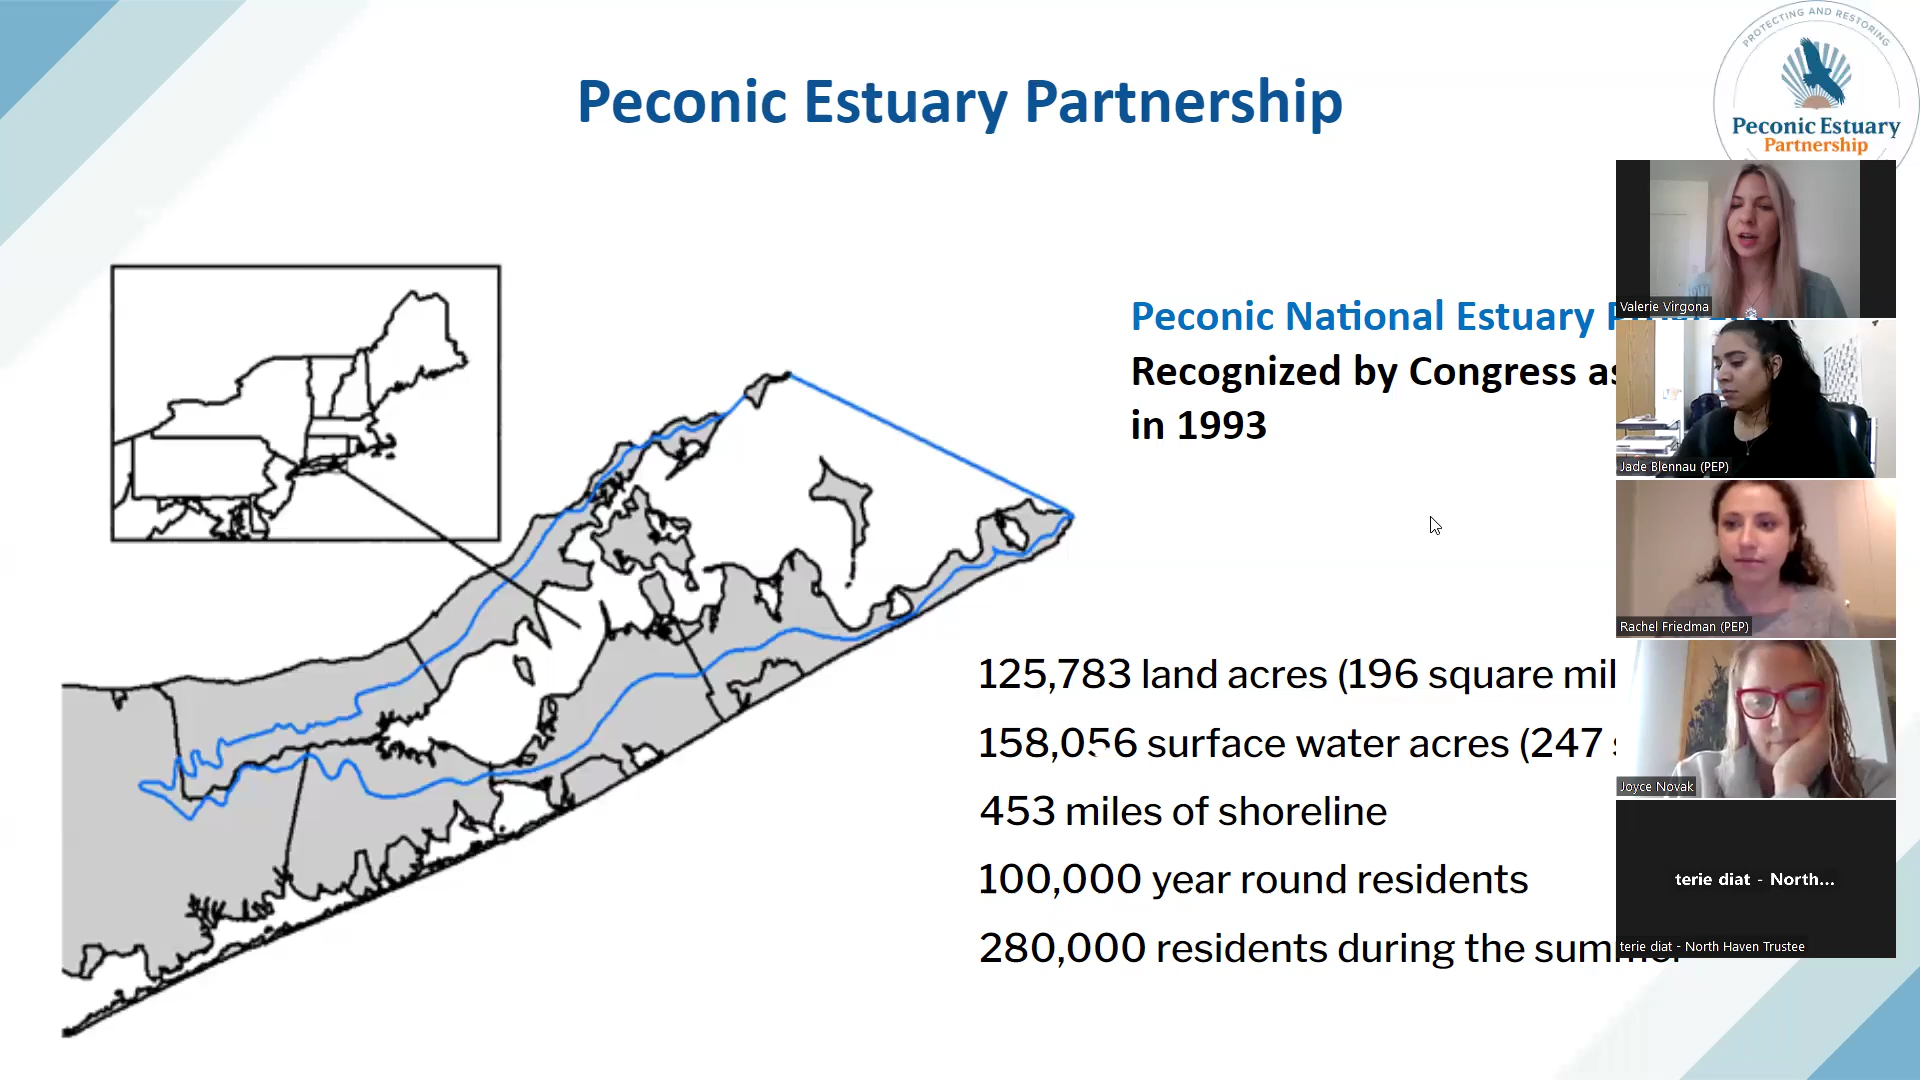 Peconic Estuary Partnership
PROTECTING AND RESTORING
Peconic Estuary
Partnership
Peconic National Estuary
Recognized by Congress as
in 1993
125,783 land acres (196 square mil
158,056 surface water acres (247
453 miles of shoreline
100,000 year round residents
280,000 residents during the summer
Valerie Virgona
Jade Blennau (PEP)
Rachel Friedman (PEP)
Joyce Novak
terie diat - North...
terie diat - North Haven Trustee